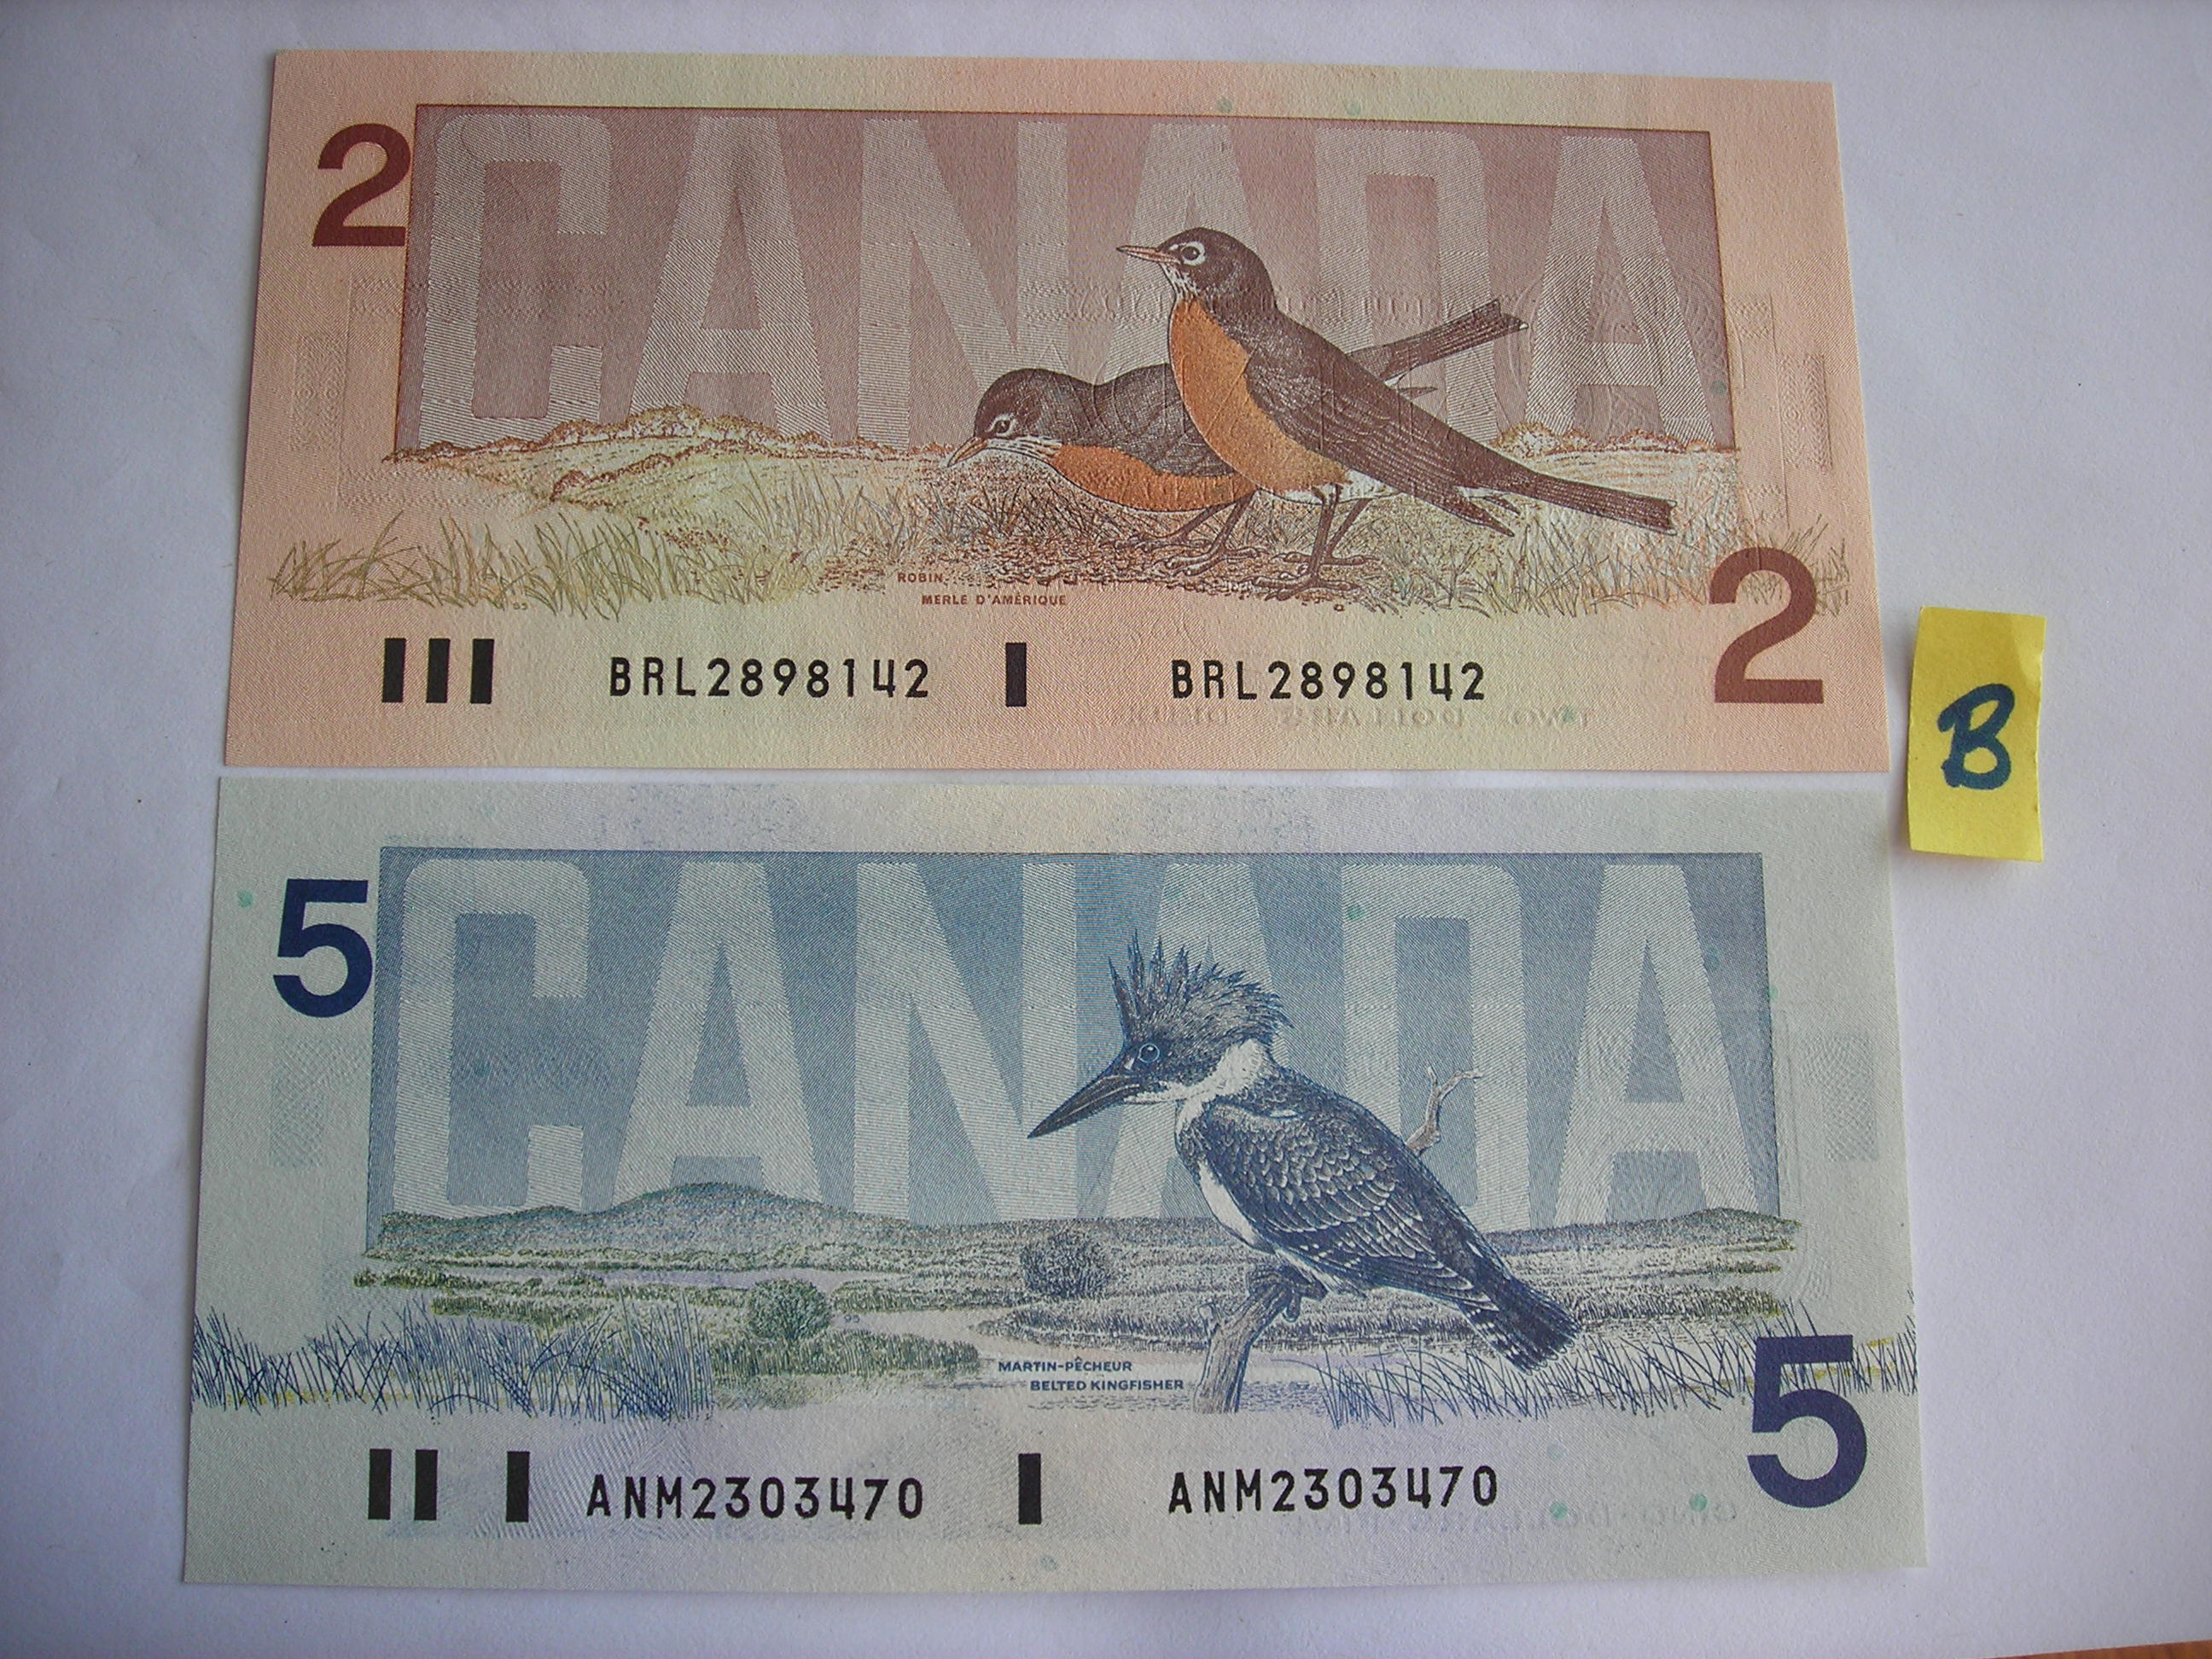 2
CANADA
ROBIN
MERLE D'AMÉRIQUE
2
BRL2898142 BRL2898142
B
5
CANADA
MARTIN-PÊCHEUR
BELTED KINGFISHER
5
ANM2303470 ANM2303470